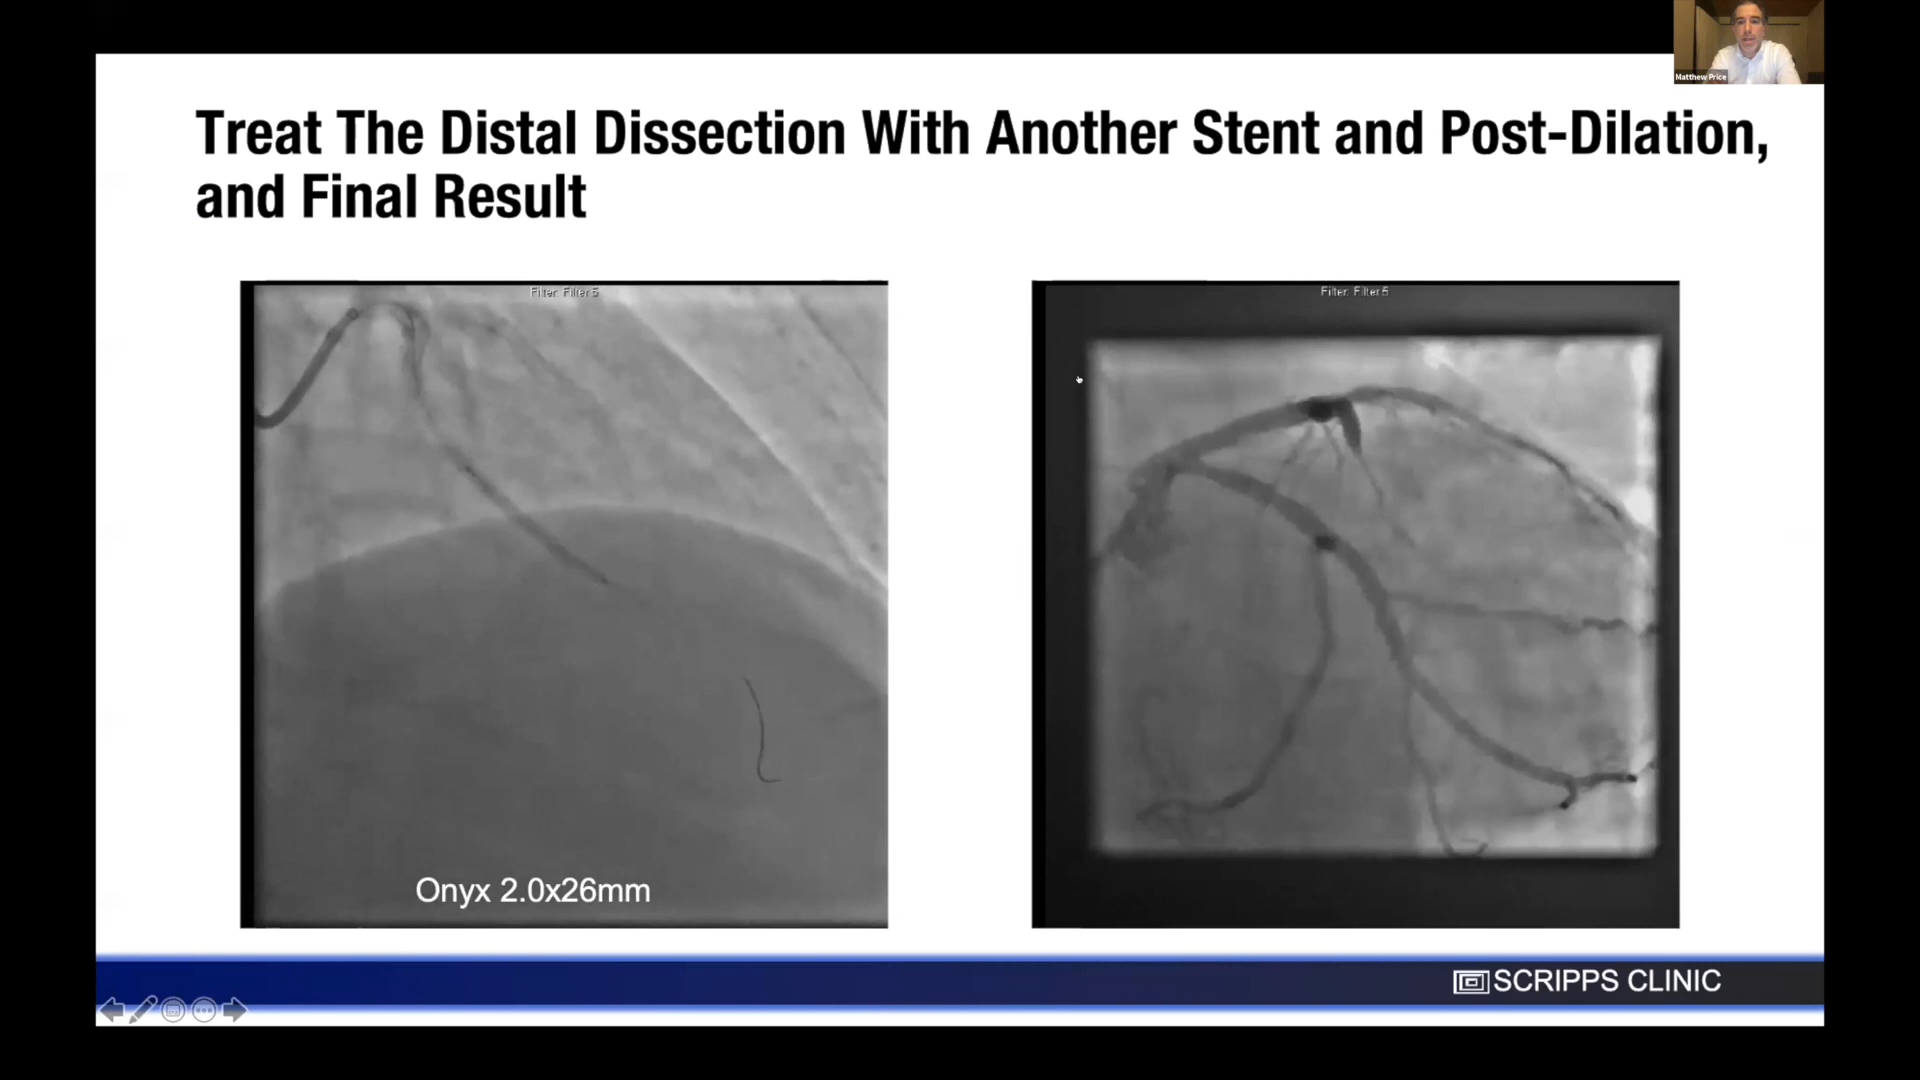 Matthew Price
Treat The Distal Dissection With Another Stent and Post-Dilation,
and Final Result
Filter: Filter 5
Filter: Filter 5
Onyx 2.0x26mm
SCRIPPS CLINIC